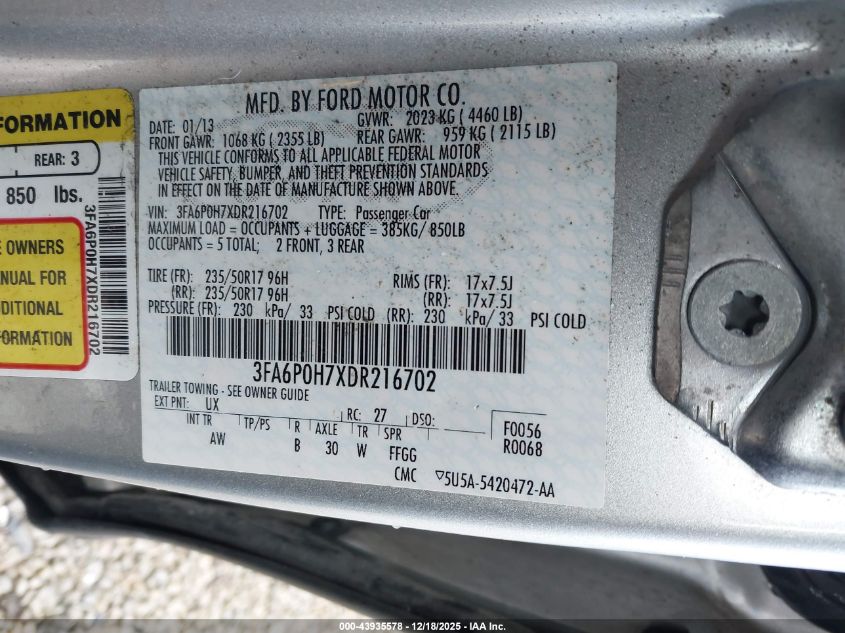 FORMATION
REAR: 3
850 lbs.
E OWNERS
NUAL FOR
DITIONAL
FORMATION
3FA6P0H7XDR216702
MFD. BY FORD MOTOR CO.
DATE: 01/13 GVWR: 2023 KG ( 4460 LB)
FRONT GAWR: 1068 KG ( 2355 LB) REAR GAWR: 959 KG ( 2115 LB)
THIS VEHICLE CONFORMS TO ALL APPLICABLE FEDERAL MOTOR
VEHICLE SAFETY, BUMPER, AND THEFT PREVENTION STANDARDS
IN EFFECT ON THE DATE OF MANUFACTURE SHOWN ABOVE.
VIN: 3FA6P0H7XDR216702 TYPE: Passenger Car
MAXIMUM LOAD = OCCUPANTS + LUGGAGE = 385KG/ 850LB
OCCUPANTS = 5 TOTAL; 2 FRONT, 3 REAR
TIRE (FR): 235/50R17 96H RIMS (FR): 17x7.5J
(RR): 235/50R17 96H (RR): 17x7.5J
PRESSURE (FR): 230 kPa/ 33 PSI COLD (RR): 230 kPa/ 33 PSI COLD
3FA6P0H7XDR216702
TRAILER TOWING - SEE OWNER GUIDE
EXT PNT: UX RC: 27 DSO: F0056
INT TR TP/PS R AXLE TR SPR R0068
AW B 30 W FFGG
CMC ▽5U5A-5420472-AA
000-43935578 - 12/18/2025 - IAA Inc.